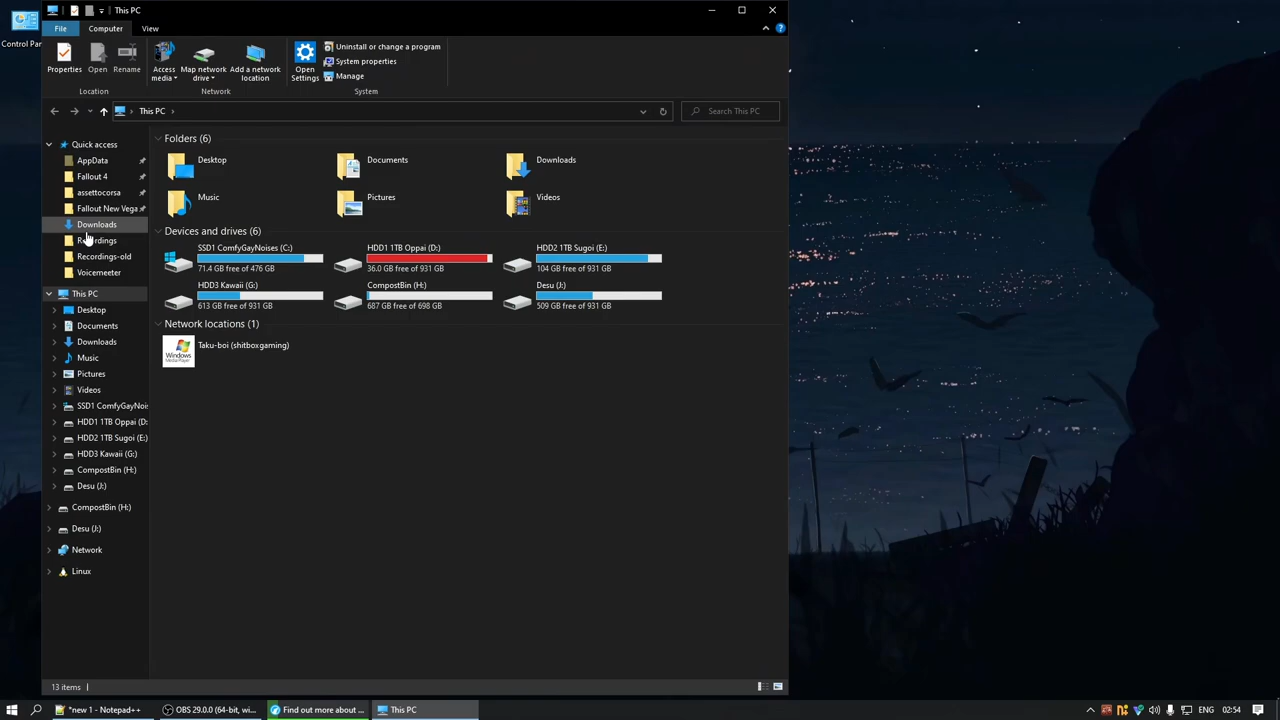 Control Pan
This PC
File
Computer
View
Properties
Open
Rename
Access media
Map network drive
Add a network location
Open Settings
Uninstall or change a program
System properties
Manage
Location
Network
System
This PC
Search This PC
Quick access
AppData
Fallout 4
assettocorsa
Fallout New Vega
Downloads
Recordings
Recordings-old
Voicemeeter
This PC
Desktop
Documents
Downloads
Music
Pictures
Videos
SSD1 ComfyGayNois
HDD1 1TB Oppai (D:
HDD2 1TB Sugoi (E:)
HDD3 Kawaii (G:)
CompostBin (H:)
Desu (J:)
CompostBin (H:)
Desu (J:)
Network
Linux
Folders (6)
Desktop
Documents
Downloads
Music
Pictures
Videos
Devices and drives (6)
SSD1 ComfyGayNoises (C:)
71.4 GB free of 476 GB
HDD1 1TB Oppai (D:)
36.0 GB free of 931 GB
HDD2 1TB Sugoi (E:)
104 GB free of 931 GB
HDD3 Kawaii (G:)
613 GB free of 931 GB
CompostBin (H:)
687 GB free of 698 GB
Desu (J:)
509 GB free of 931 GB
Network locations (1)
Windows Media Player
Taku-boi (shitboxgaming)
13 items
*new 1 - Notepad++
OBS 29.0.0 (64-bit, wi...
Find out more about ...
This PC
ENG
02:54